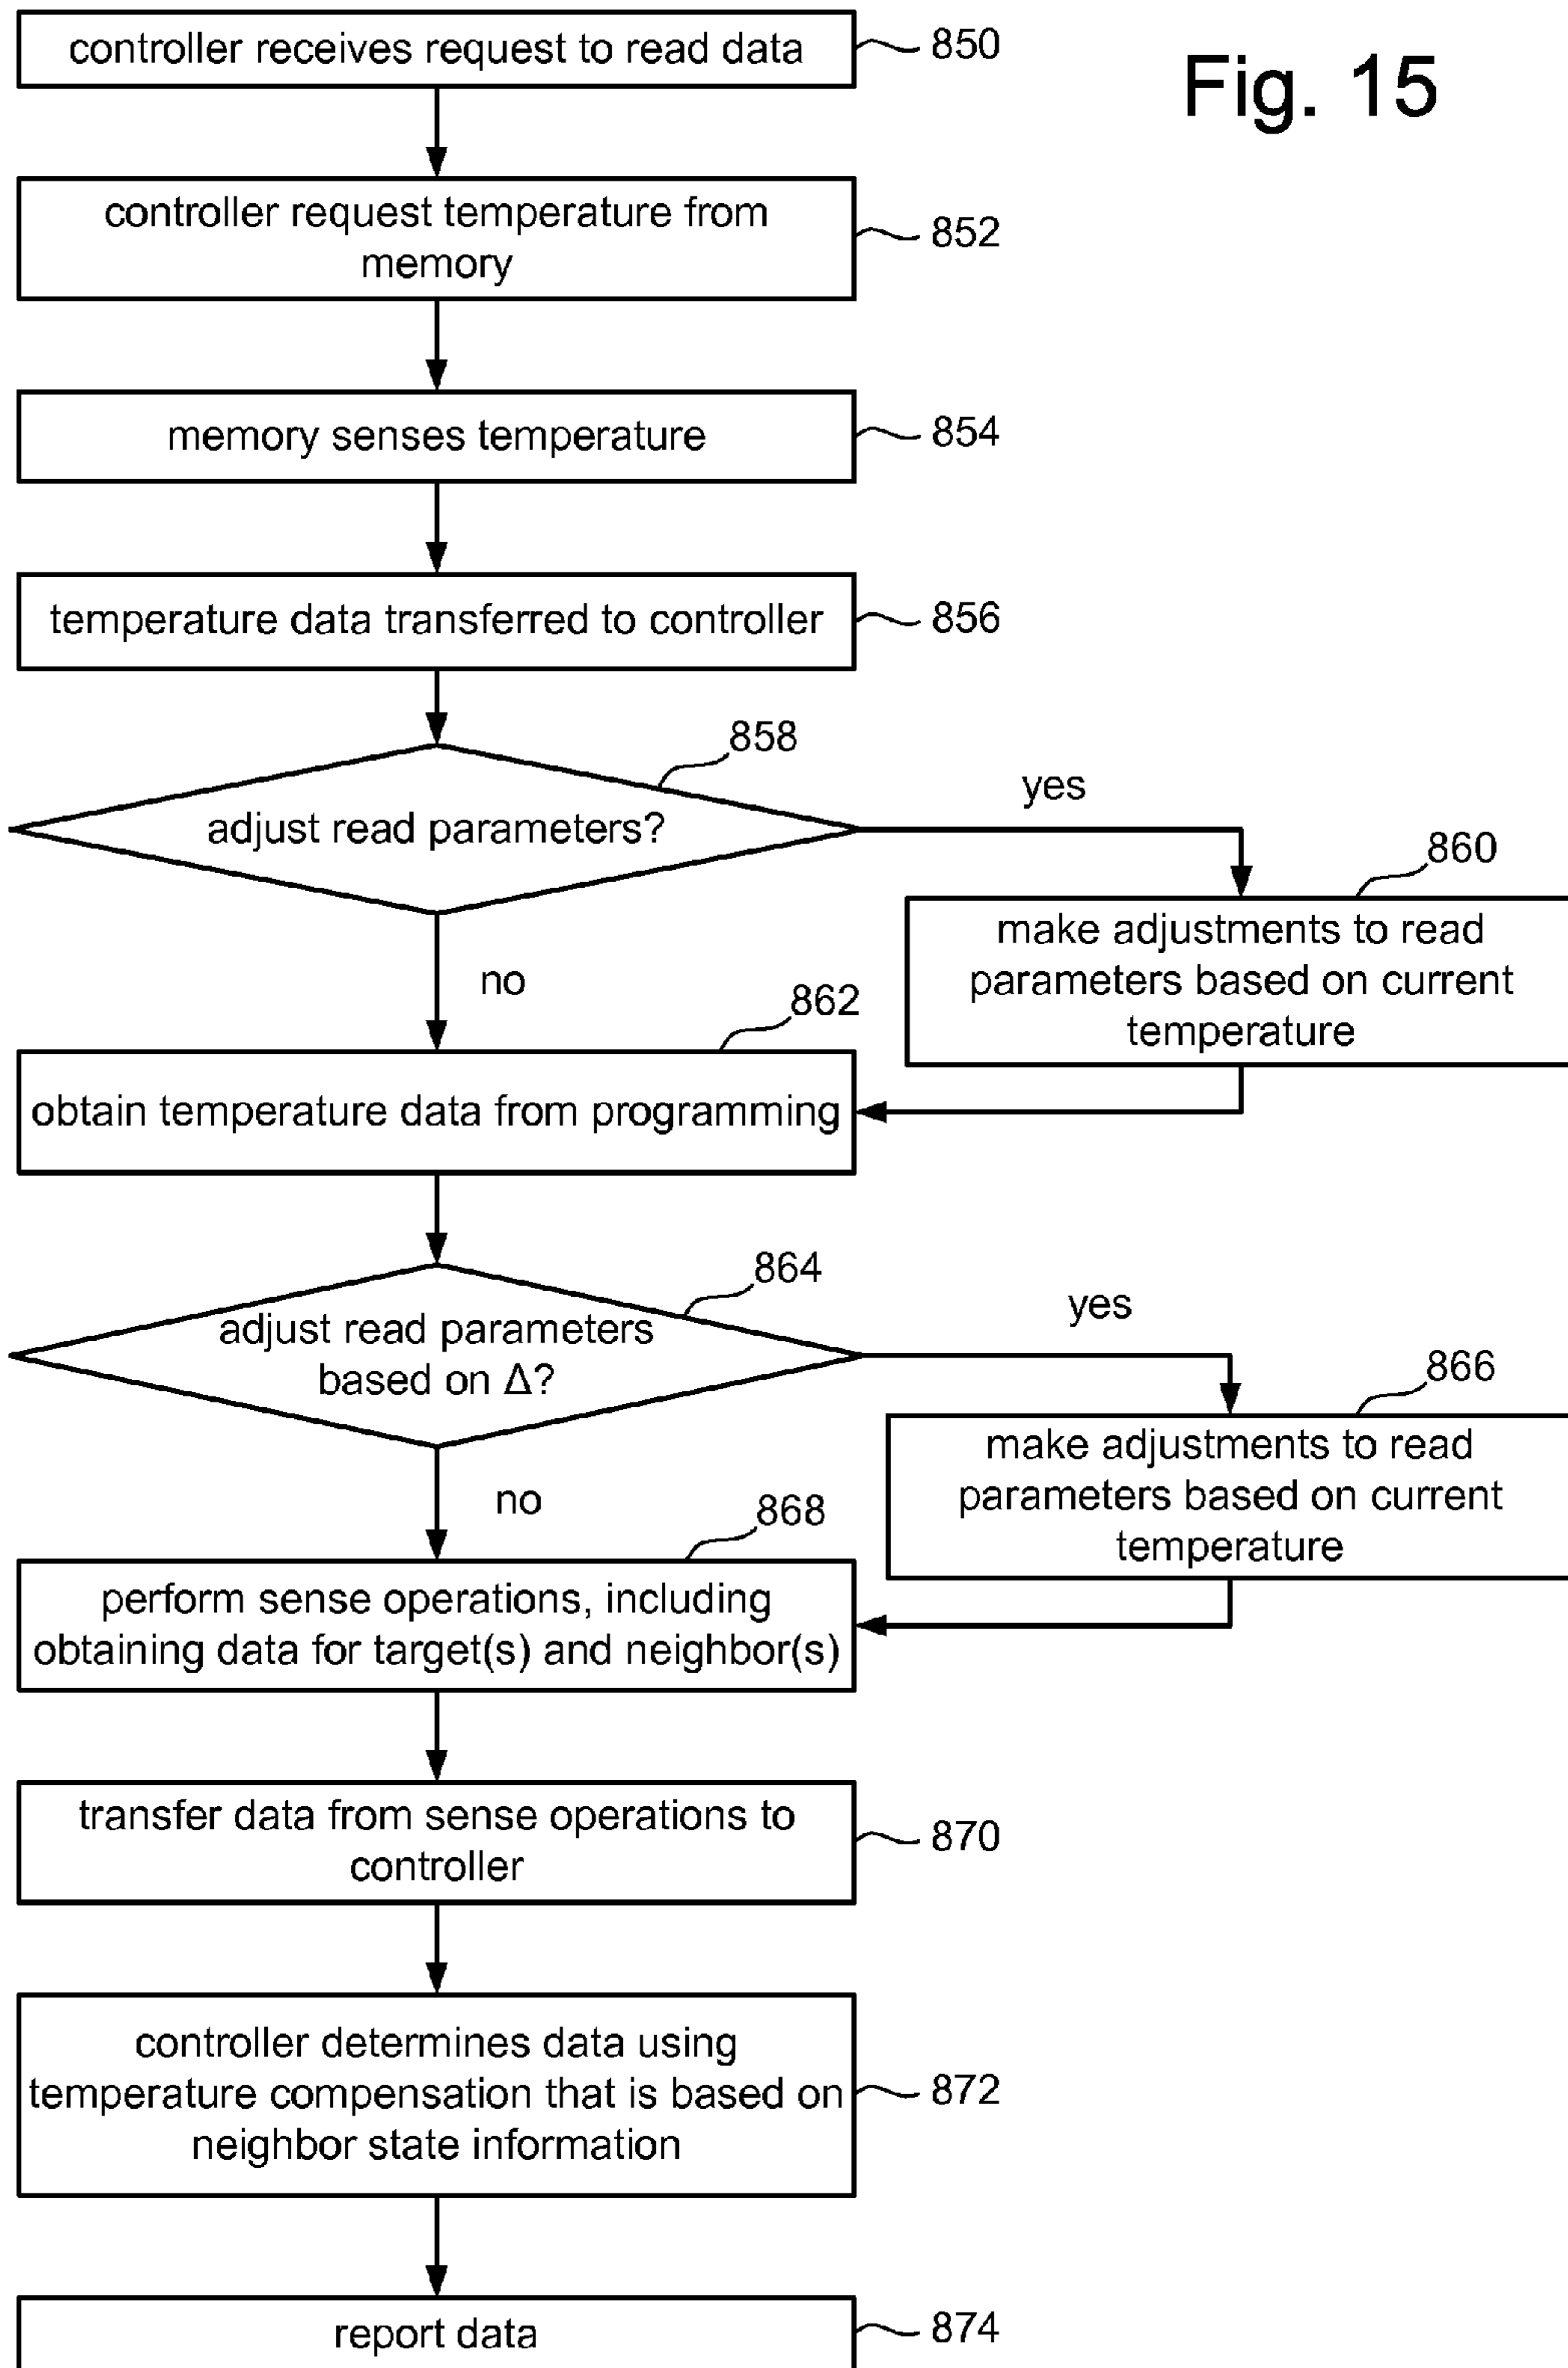 controller receives request to read data
850
Fig. 15
controller request temperature from
memory
852
memory senses temperature
854
temperature data transferred to controller
856
858
adjust read parameters?
yes
860
make adjustments to read
parameters based on current
temperature
no
862
obtain temperature data from programming
864
adjust read parameters
based on Δ?
yes
866
make adjustments to read
parameters based on current
temperature
no
868
perform sense operations, including
obtaining data for target(s) and neighbor(s)
transfer data from sense operations to
controller
870
controller determines data using
temperature compensation that is based on
neighbor state information
872
report data
874